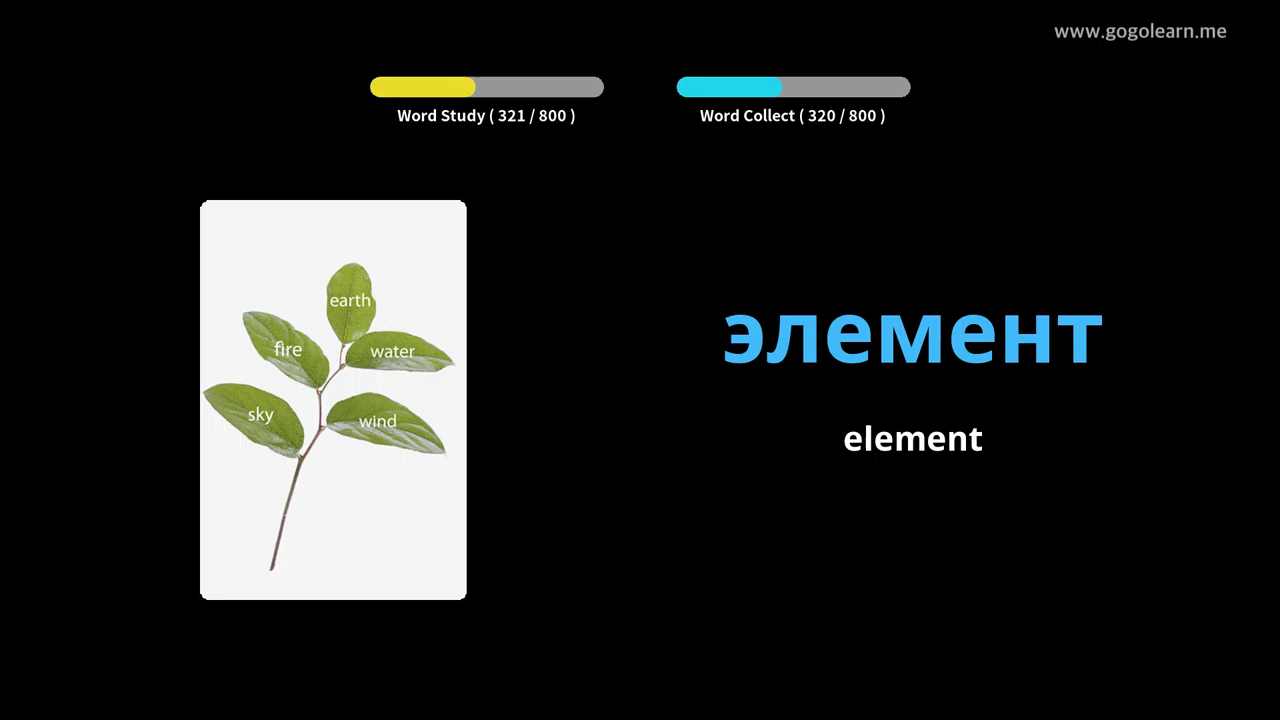 www.gogolearn.me
Word Study ( 321 / 800 )
Word Collect ( 320 / 800 )
earth
fire
water
sky
wind
элемент
element